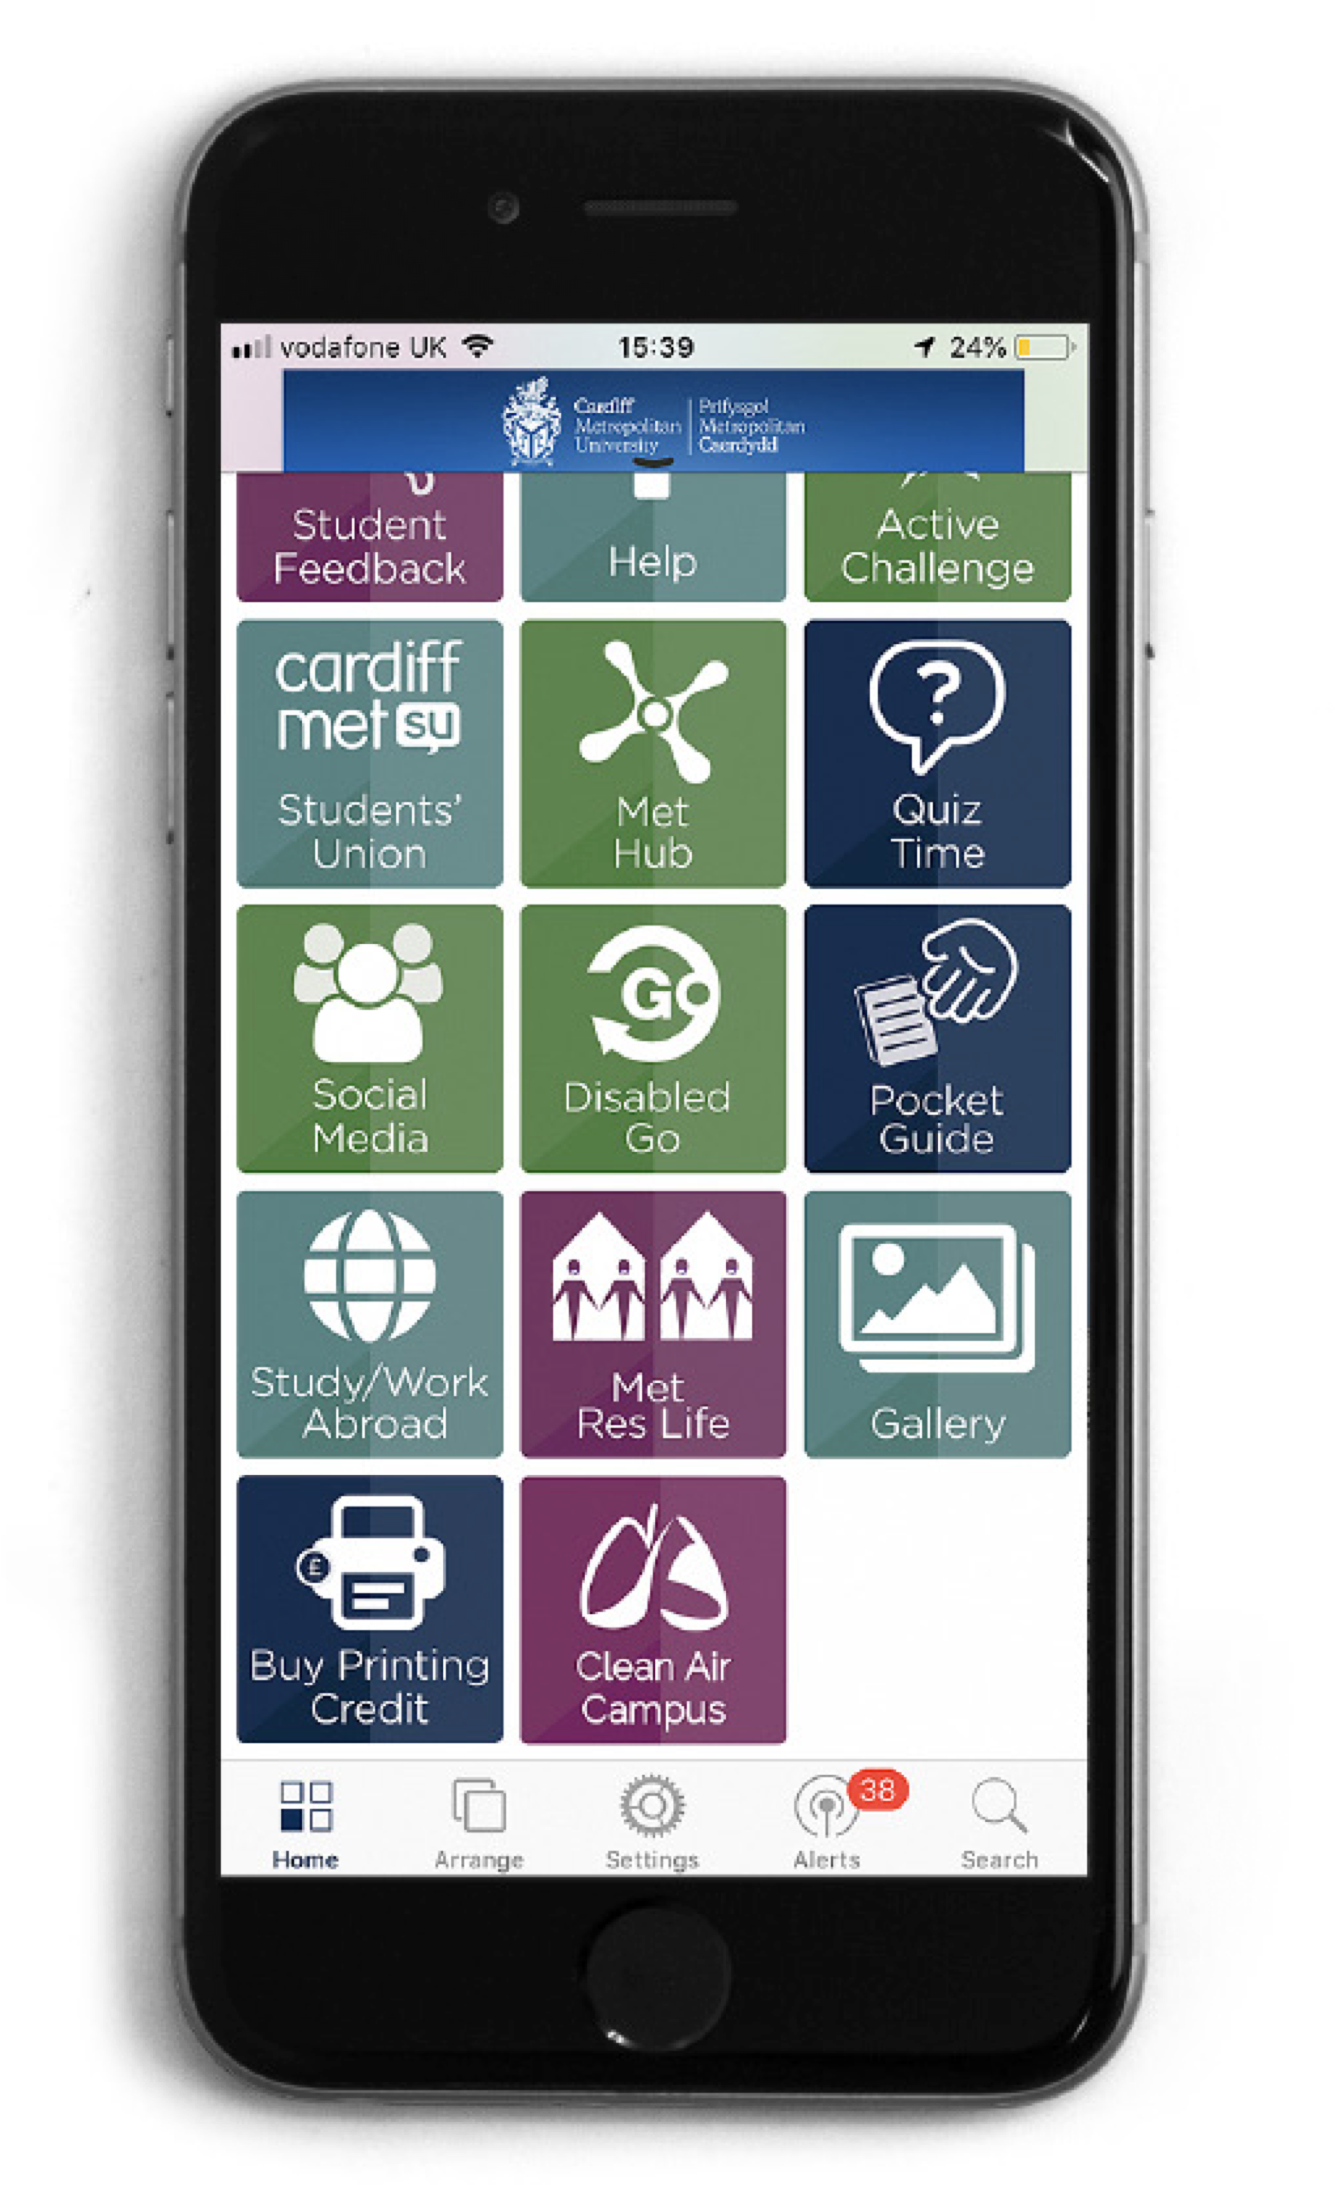 vodafone UK 15:39 24%
Cardiff
Metropolitan
University
Prifysgol
Metropolitan
Caerdydd
Student
Feedback
Help
Active
Challenge
cardiff
met su
Students'
Union
Met
Hub
?
Quiz
Time
Social
Media
Go
Disabled
Go
Pocket
Guide
Study/Work
Abroad
Met
Res Life
Gallery
£
Buy Printing
Credit
Clean Air
Campus
38
Home Arrange Settings Alerts Search